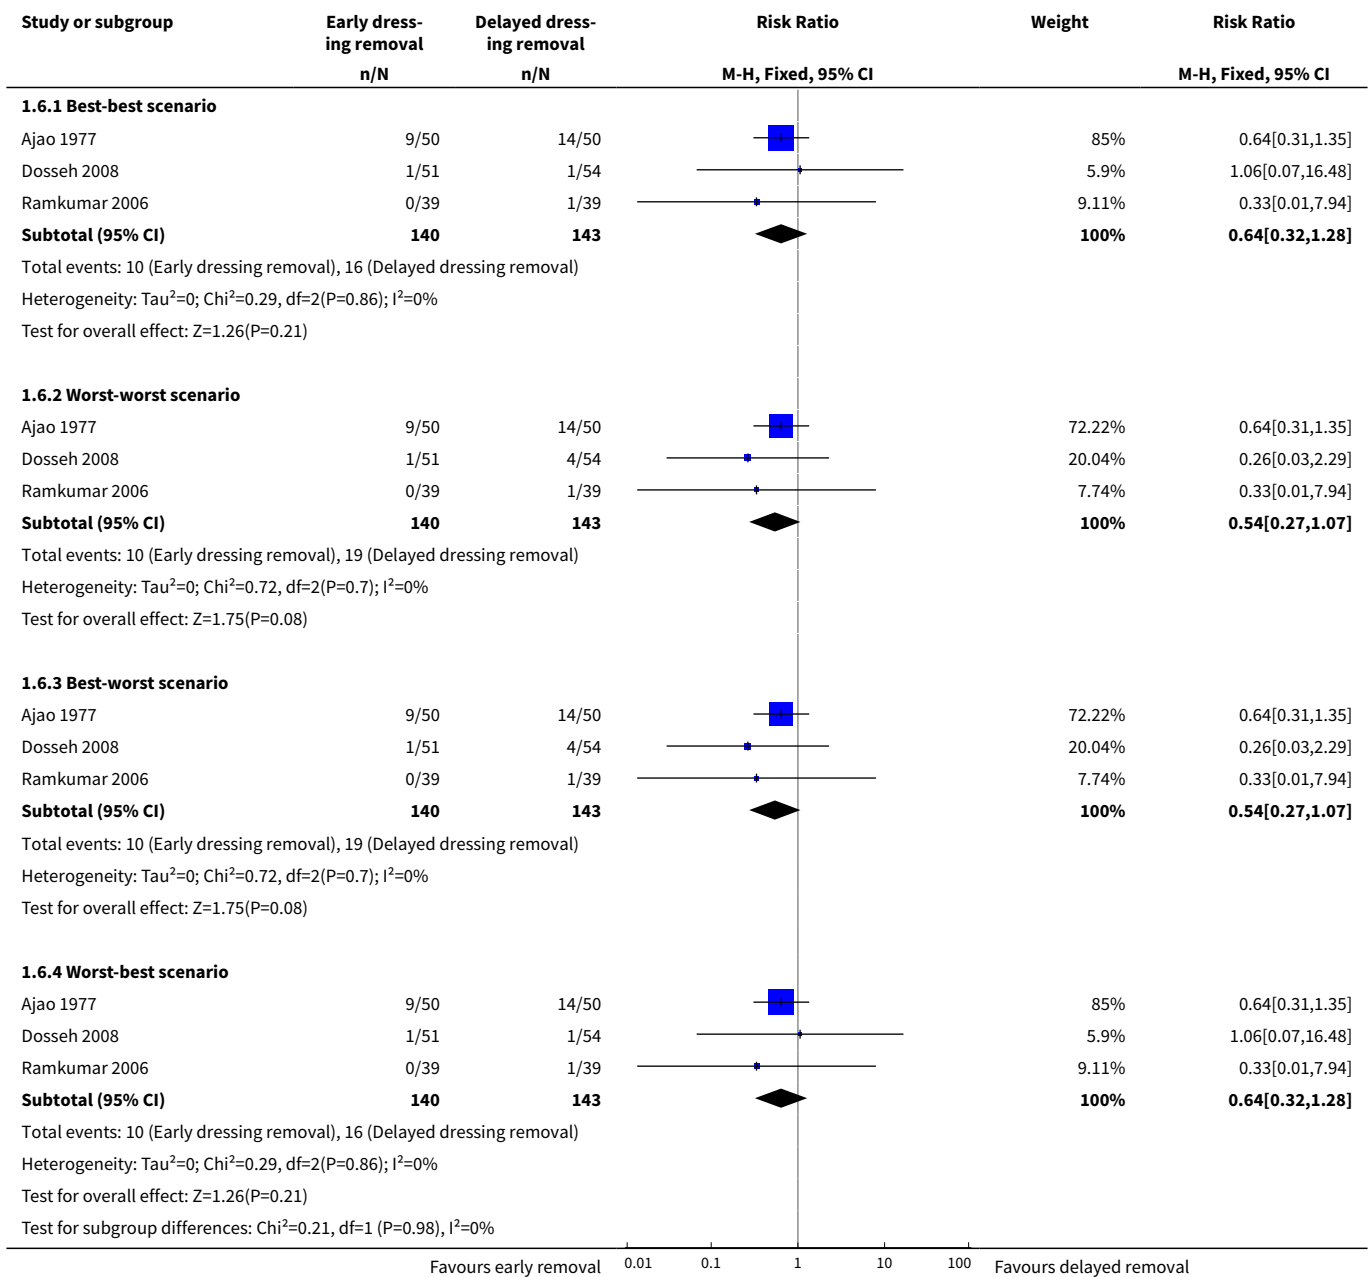 Study or subgroup Early dress- Delayed dress- Risk Ratio Weight Risk Ratio
ing removal ing removal
n/N n/N M-H, Fixed, 95% CI M-H, Fixed, 95% CI
1.6.1 Best-best scenario
Ajao 1977 9/50 14/50 85% 0.64[0.31,1.35]
Dosseh 2008 1/51 1/54 5.9% 1.06[0.07,16.48]
Ramkumar 2006 0/39 1/39 9.11% 0.33[0.01,7.94]
Subtotal (95% CI) 140 143 100% 0.64[0.32,1.28]
Total events: 10 (Early dressing removal), 16 (Delayed dressing removal)
Heterogeneity: Tau²=0; Chi²=0.29, df=2(P=0.86); I²=0%
Test for overall effect: Z=1.26(P=0.21)
1.6.2 Worst-worst scenario
Ajao 1977 9/50 14/50 72.22% 0.64[0.31,1.35]
Dosseh 2008 1/51 4/54 20.04% 0.26[0.03,2.29]
Ramkumar 2006 0/39 1/39 7.74% 0.33[0.01,7.94]
Subtotal (95% CI) 140 143 100% 0.54[0.27,1.07]
Total events: 10 (Early dressing removal), 19 (Delayed dressing removal)
Heterogeneity: Tau²=0; Chi²=0.72, df=2(P=0.7); I²=0%
Test for overall effect: Z=1.75(P=0.08)
1.6.3 Best-worst scenario
Ajao 1977 9/50 14/50 72.22% 0.64[0.31,1.35]
Dosseh 2008 1/51 4/54 20.04% 0.26[0.03,2.29]
Ramkumar 2006 0/39 1/39 7.74% 0.33[0.01,7.94]
Subtotal (95% CI) 140 143 100% 0.54[0.27,1.07]
Total events: 10 (Early dressing removal), 19 (Delayed dressing removal)
Heterogeneity: Tau²=0; Chi²=0.72, df=2(P=0.7); I²=0%
Test for overall effect: Z=1.75(P=0.08)
1.6.4 Worst-best scenario
Ajao 1977 9/50 14/50 85% 0.64[0.31,1.35]
Dosseh 2008 1/51 1/54 5.9% 1.06[0.07,16.48]
Ramkumar 2006 0/39 1/39 9.11% 0.33[0.01,7.94]
Subtotal (95% CI) 140 143 100% 0.64[0.32,1.28]
Total events: 10 (Early dressing removal), 16 (Delayed dressing removal)
Heterogeneity: Tau²=0; Chi²=0.29, df=2(P=0.86); I²=0%
Test for overall effect: Z=1.26(P=0.21)
Test for subgroup differences: Chi²=0.21, df=1 (P=0.98), I²=0%
Favours early removal 0.01 0.1 1 10 100 Favours delayed removal